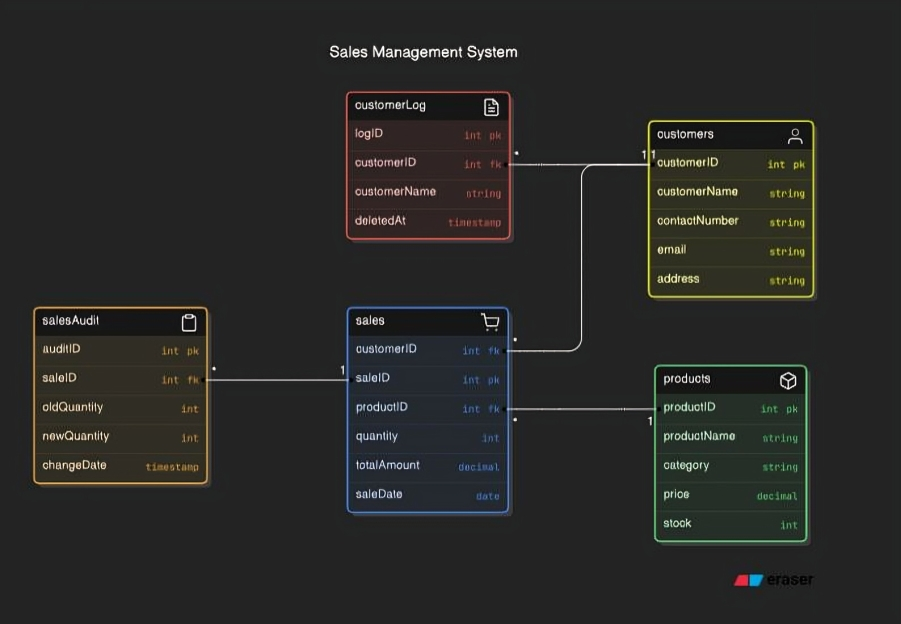 Sales Management System
customerLog
logID int pk
customerID int fk
customerName string
deletedAt timestamp
*
1 1
customers
customerID int pk
customerName string
contactNumber string
email string
address string
salesAudit
auditID int pk
saleID int fk
oldQuantity int
newQuantity int
changeDate timestamp
*
1
sales
customerID int fk
saleID int pk
productID int fk
quantity int
totalAmount decimal
saleDate date
*
*
1
products
productID int pk
productName string
category string
price decimal
stock int
eraser